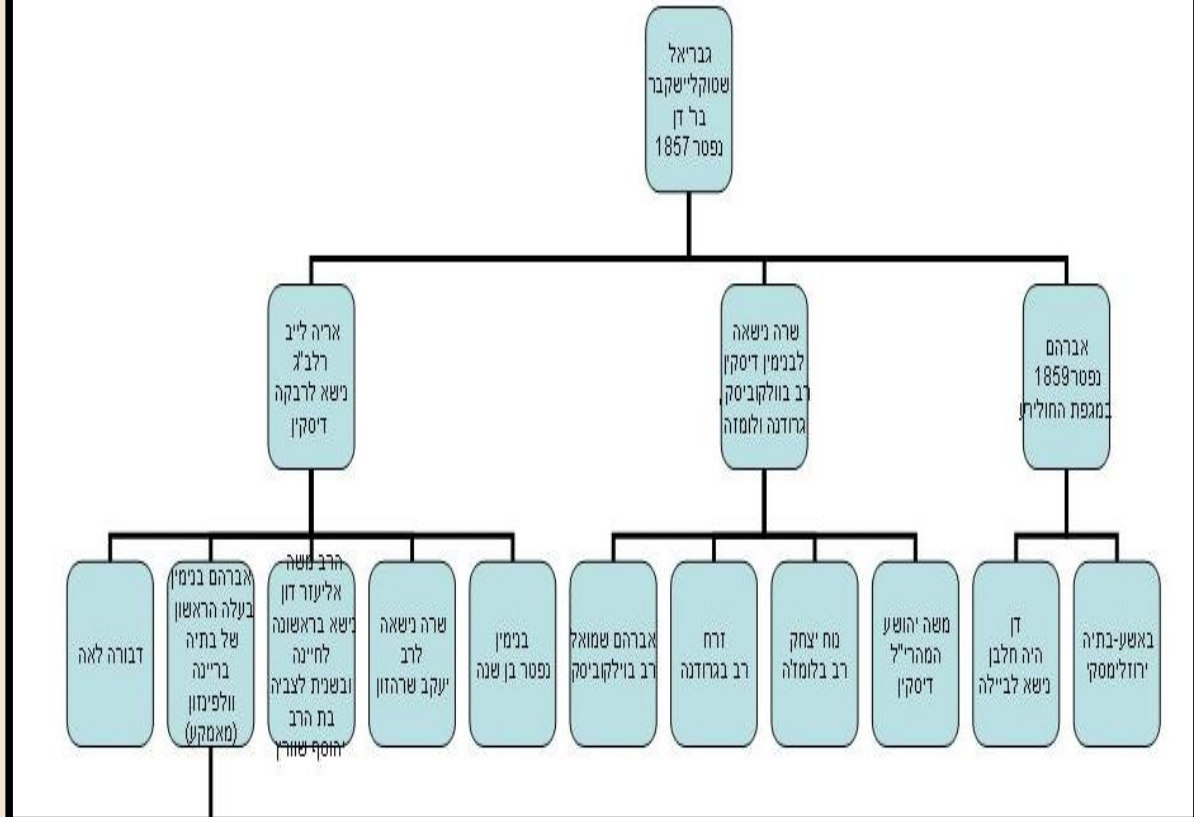 גבריאל
שטוקליישקבר
בר' דן
נפטר 1857
אברהם
נפטר 1859
במגפת החולירע
שרה נישאה
לבנימין דיסקין
רב בוולקוביסק,
גרודנה ולומזה
אריה לייב
רלב"ג
נישא לרבקה
דיסקין
באשע-בתיה
ירוזלימסקי
דן
היה חלבן
נישא לביילה
משה יהושע
המהרי"ל
דיסקין
נוח יצחק
רב בלומז'ה
זרח
רב בגרודנה
אברהם שמואל
רב בוילקוביסק
בנימין
נפטר בן שנה
שרה נישאה
לרב
יעקב שרהזון
הרב משה
אליעזר דון
נישא בראשונה
לחיינה
ובשנית לצביה
בת הרב
יהוסף שוורץ
אברהם בנימין
בעלה הראשון
של בתיה
בריינה
וולפינזון
(מאמקע)
דבורה לאה